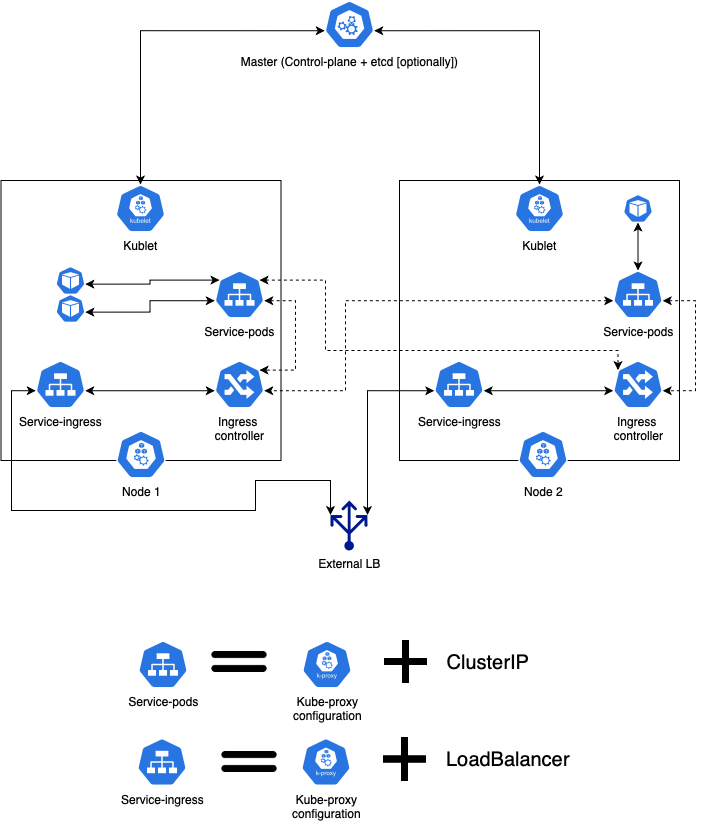 Master (Control-plane + etcd [optionally])
kubelet
Kublet
kubelet
Kublet
Service-pods
Service-pods
Service-ingress
Ingress
controller
Service-ingress
Ingress
controller
Node 1
Node 2
External LB
Service-pods
k-proxy
Kube-proxy
configuration
ClusterIP
Service-ingress
k-proxy
Kube-proxy
configuration
LoadBalancer